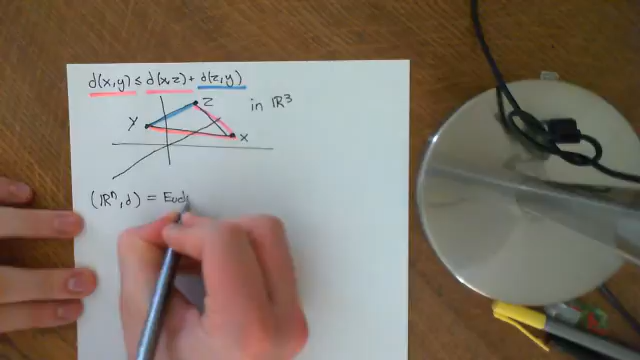 d(x,y) ≤ d(x,z) + d(z,y)
z
in ℝ³
y
x
(ℝⁿ, d) = Eucl